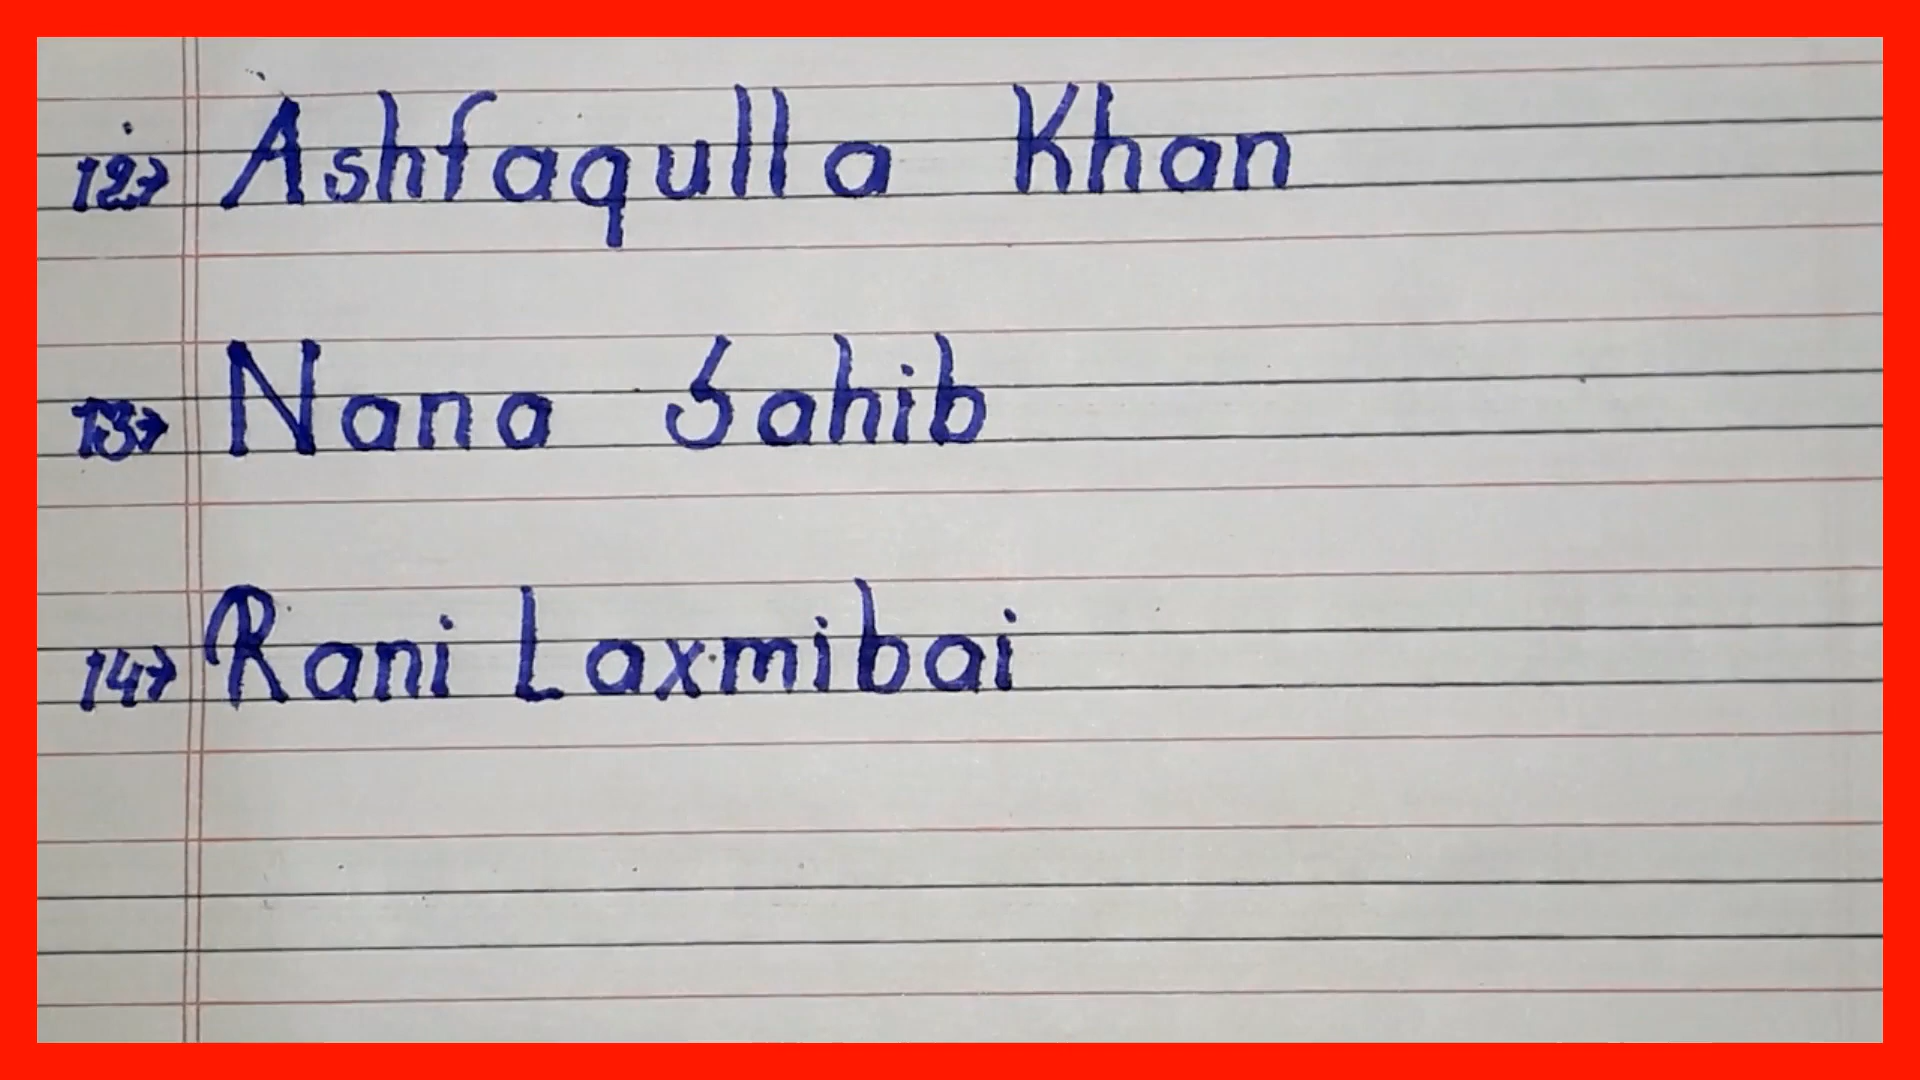 12→ Ashfaqulla Khan
13→ Nana Sahib
14→ Rani Laxmibai